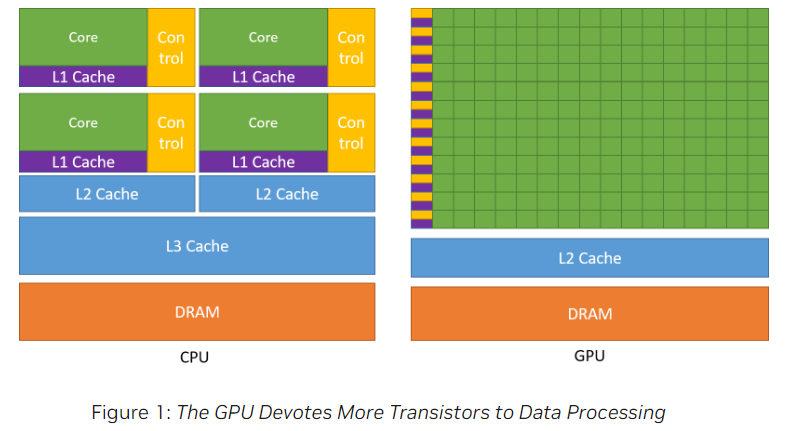 Core
Con
trol
L1 Cache
Core
Con
trol
L1 Cache
Core
Con
trol
L1 Cache
Core
Con
trol
L1 Cache
L2 Cache
L2 Cache
L3 Cache
DRAM
CPU
L2 Cache
DRAM
GPU
Figure 1: The GPU Devotes More Transistors to Data Processing